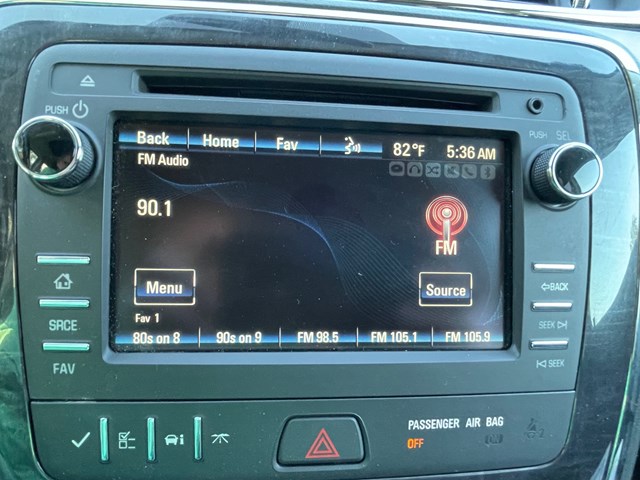 PUSH
PUSH SEL
Back Home Fav 82°F 5:36 AM
FM Audio
90.1
FM
Menu
Source
Fav 1
80s on 8 90s on 9 FM 98.5 FM 105.1 FM 105.9
SRCE
FAV
BACK
SEEK
SEEK
PASSENGER AIR BAG
OFF